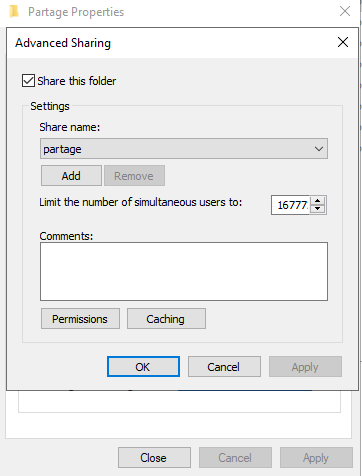 Partage Properties
Advanced Sharing
Share this folder
Settings
Share name:
partage
Add
Remove
Limit the number of simultaneous users to:
16777
Comments:
Permissions
Caching
OK
Cancel
Apply
Close
Cancel
Apply